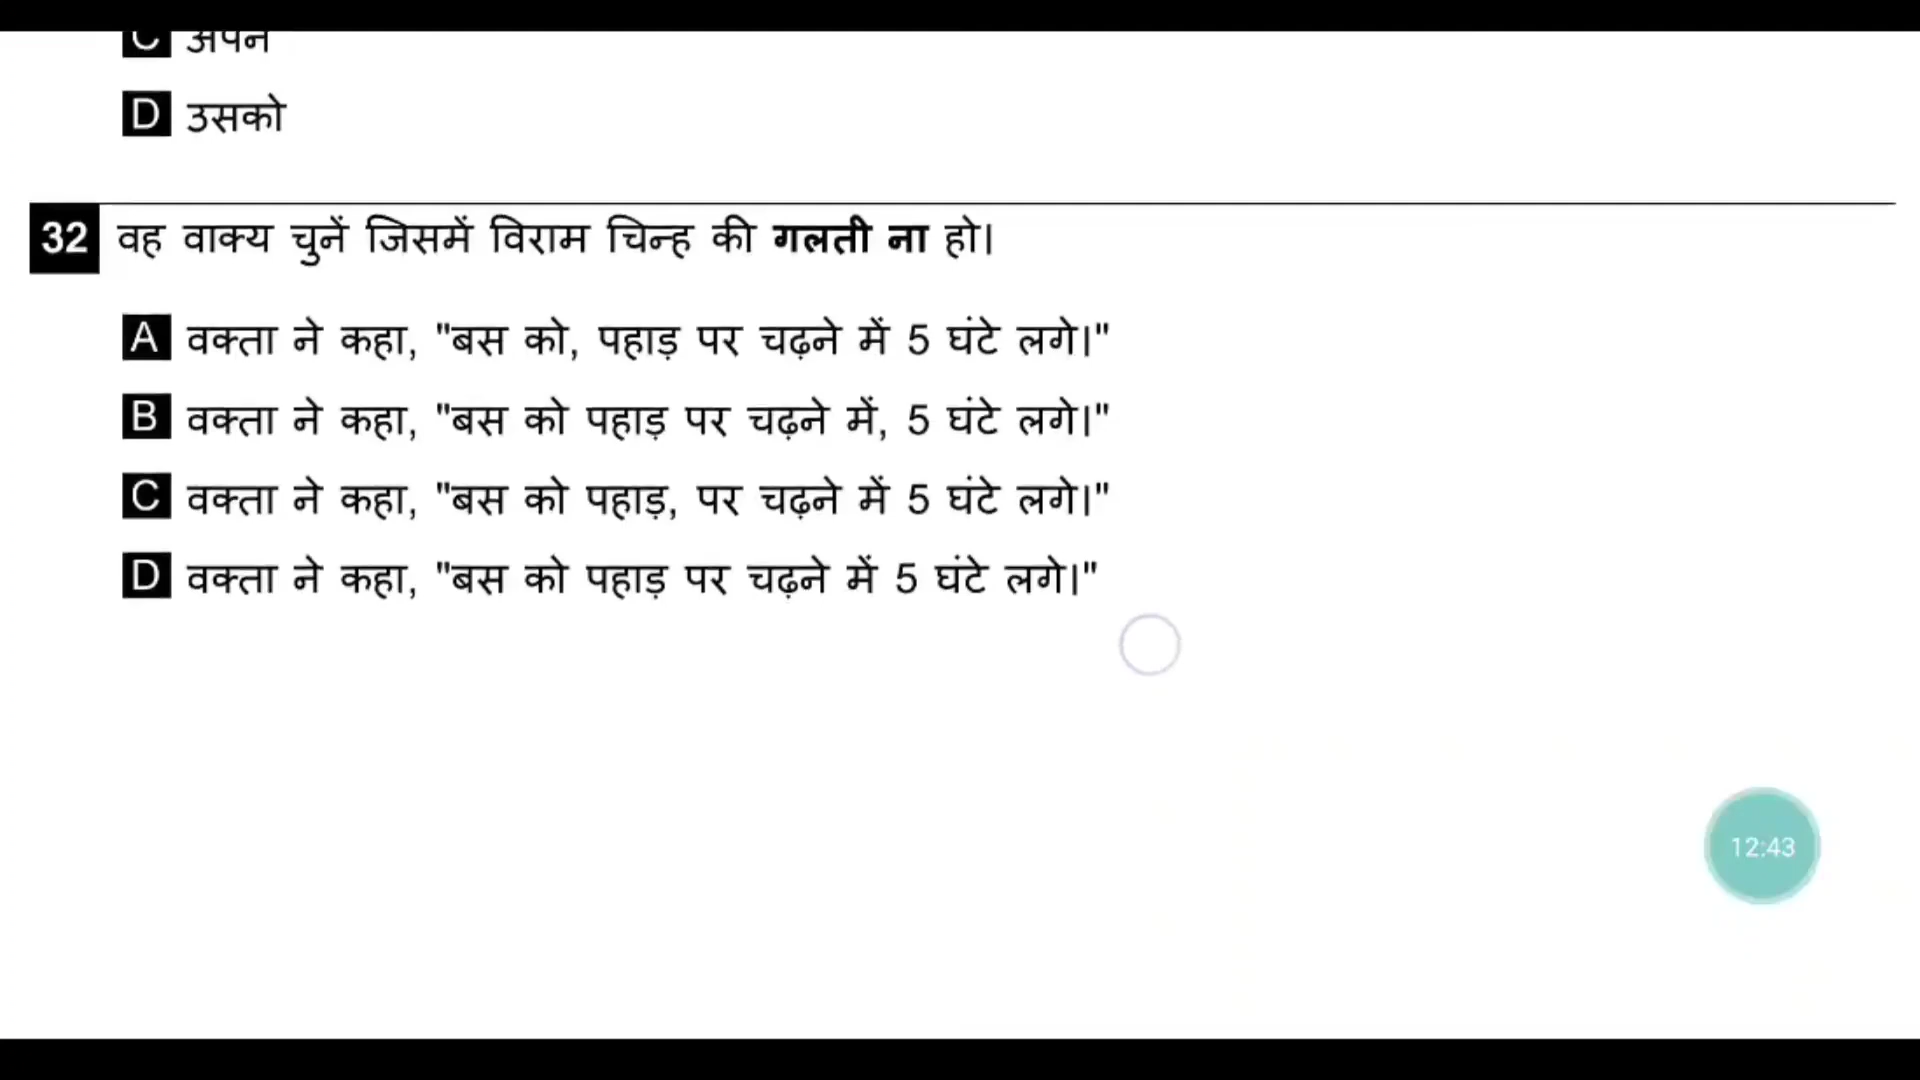 C अपने
D उसको
32 वह वाक्य चुनें जिसमें विराम चिन्ह की गलती ना हो।
A वक्ता ने कहा, "बस को, पहाड़ पर चढ़ने में 5 घंटे लगे।"
B वक्ता ने कहा, "बस को पहाड़ पर चढ़ने में, 5 घंटे लगे।"
C वक्ता ने कहा, "बस को पहाड़, पर चढ़ने में 5 घंटे लगे।"
D वक्ता ने कहा, "बस को पहाड़ पर चढ़ने में 5 घंटे लगे।"
12:43